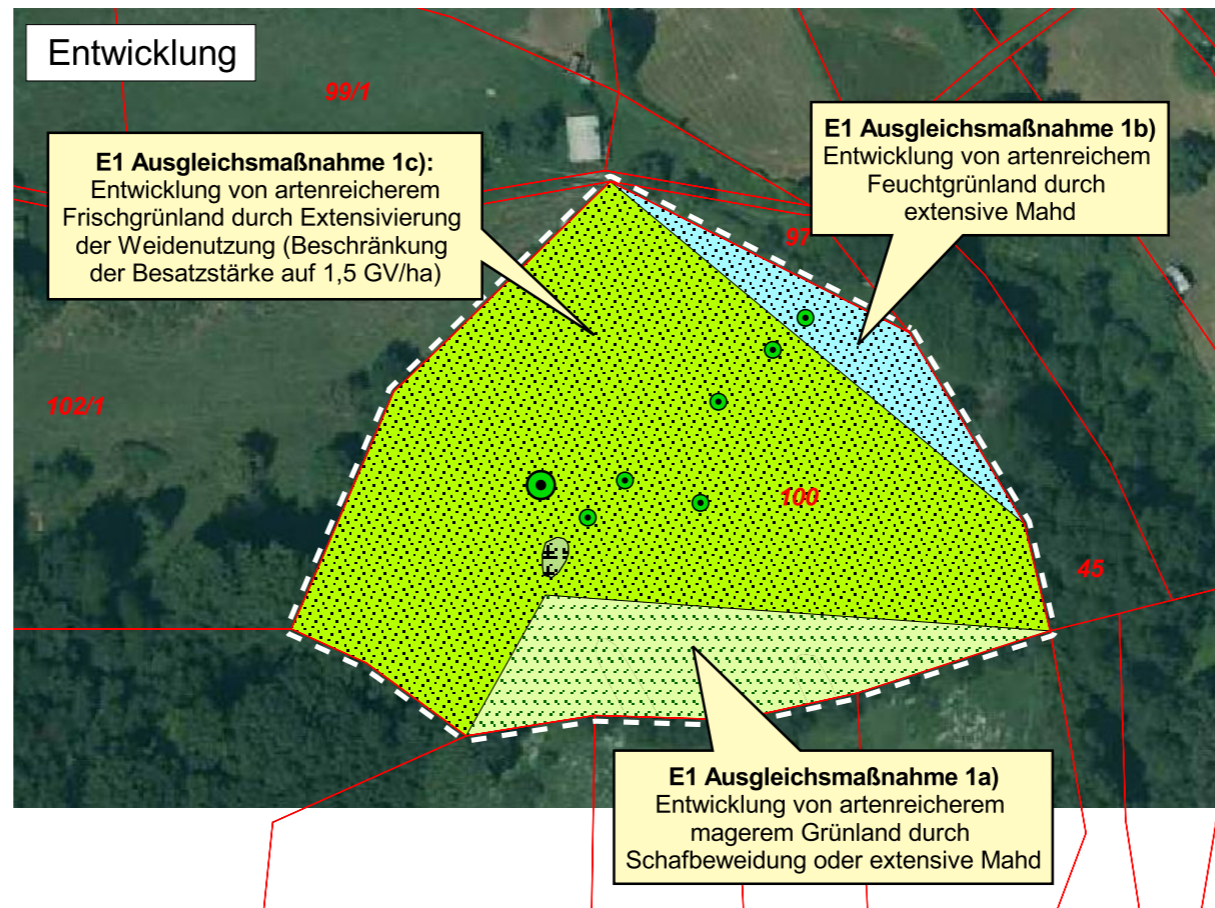 Entwicklung
99/1
E1 Ausgleichsmaßnahme 1c):
Entwicklung von artenreicherem
Frischgrünland durch Extensivierung
der Weidenutzung (Beschränkung
der Besatzstärke auf 1,5 GV/ha)
E1 Ausgleichsmaßnahme 1b)
Entwicklung von artenreichem
Feuchtgrünland durch
extensive Mahd
97
102/1
100
45
E1 Ausgleichsmaßnahme 1a)
Entwicklung von artenreicherem
magerem Grünland durch
Schafbeweidung oder extensive Mahd